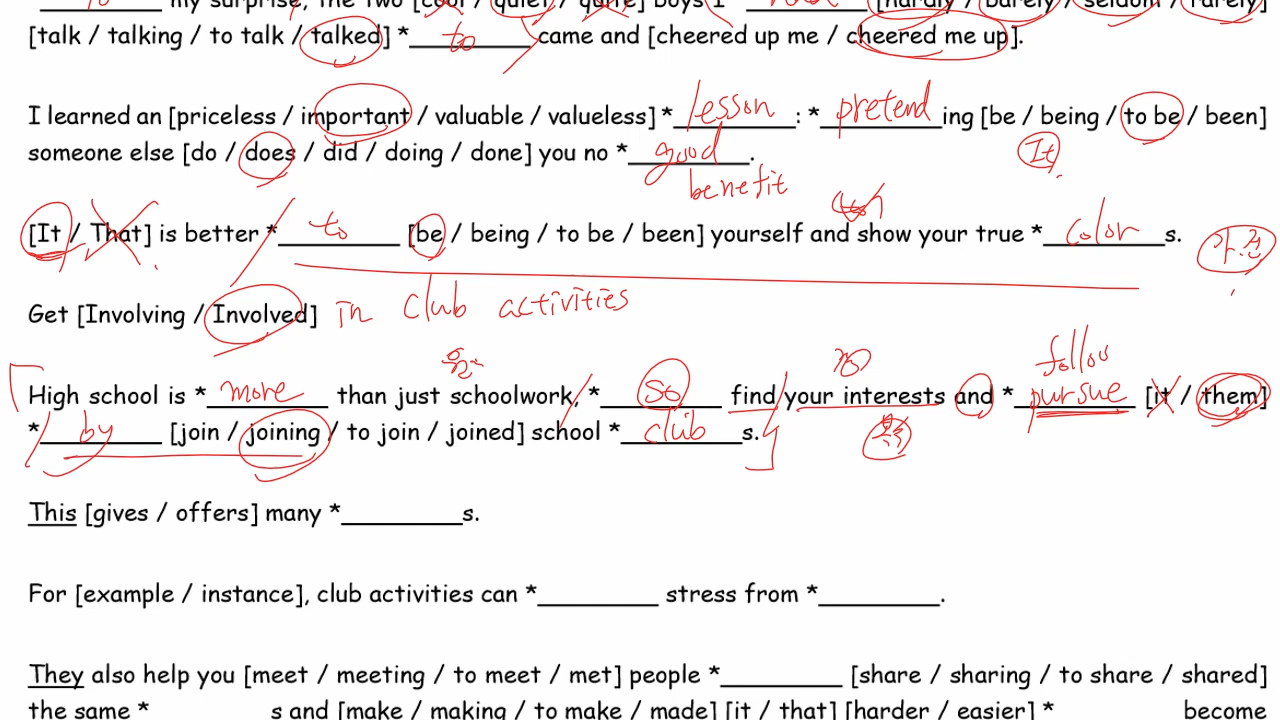 to my surprise, the two [cool / quiet / quite] boys I had [hardly / barely / seldom / rarely]
[talk / talking / to talk / talked] *to came and [cheered up me / cheered me up].
I learned an [priceless / important / valuable / valueless] *lesson: *pretending [be / being / to be / been]
someone else [do / does / did / doing / done] you no *good.
It
benefit
[It / That] is better *to [be / being / to be / been] yourself and show your true *colors.
가.진
Get [Involving / Involved] in club activities
follow
High school is *more than just schoolwork, *so find your interests and *pursue [it / them]
*by [join / joining / to join / joined] school *clubs.
This [gives / offers] many *_________s.
For [example / instance], club activities can *_________ stress from *_________.
They also help you [meet / meeting / to meet / met] people *_________ [share / sharing / to share / shared]
the same *_________s and [make / making / to make / made] [it / that] [harder / easier] *_________ become